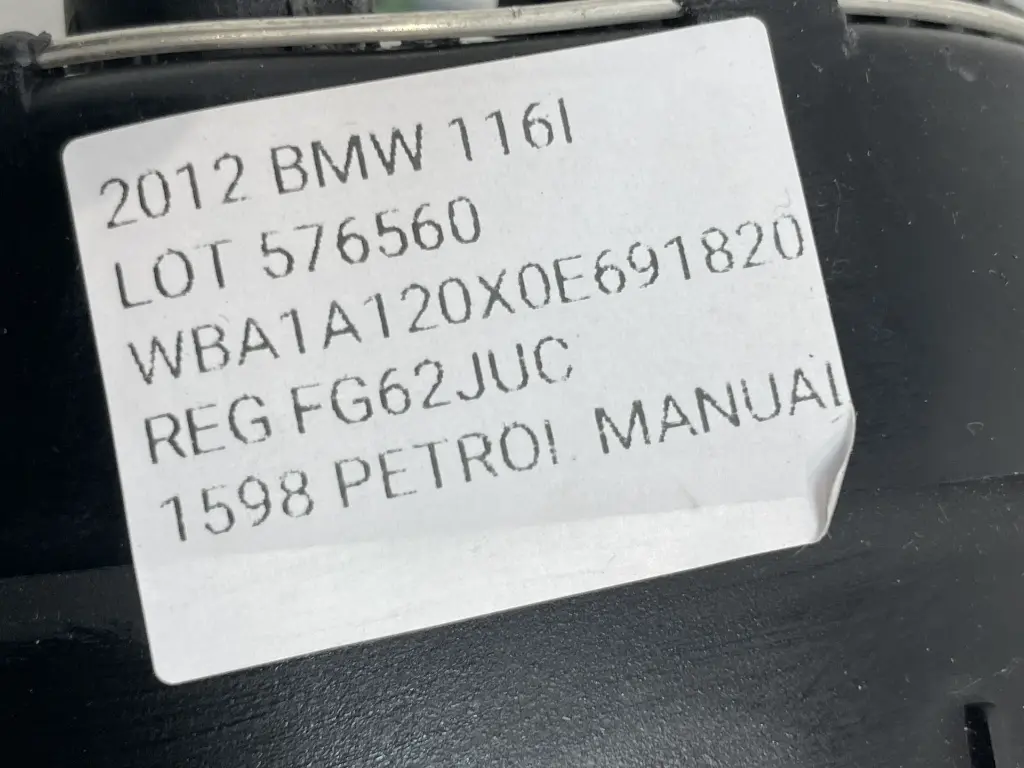 2012 BMW 116I
LOT 576560
WBA1A120X0E691820
REG FG62JUC
1598 PETROL MANUAL